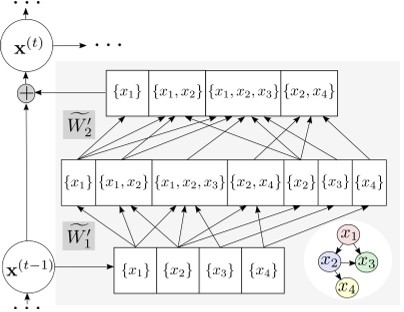 ⋯
x^(t) ⋯
+
{x₁} {x₁, x₂} {x₁, x₂, x₃} {x₂, x₄}
W̃₂′
{x₁} {x₁, x₂} {x₁, x₂, x₃} {x₂, x₄} {x₂} {x₃} {x₄}
W̃₁′
x^(t−1)
{x₁} {x₂} {x₃} {x₄}
x₁
x₂ x₃
x₄
⋯